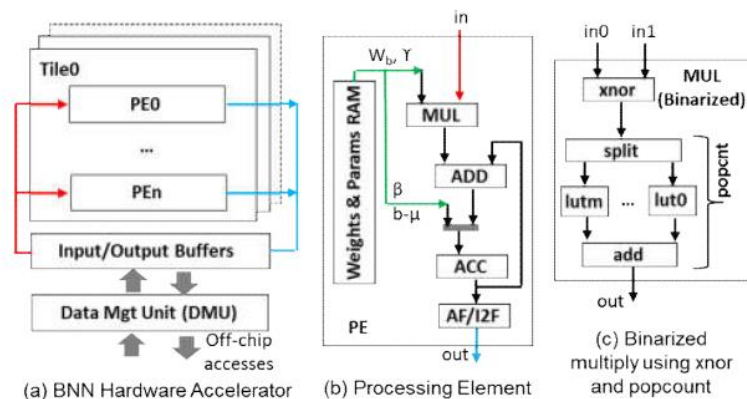 Tile0
PE0
...
PEn
Input/Output Buffers
Data Mgt Unit (DMU)
Off-chip
accesses
(a) BNN Hardware Accelerator
in
Wb, ϒ
Weights & Params RAM
MUL
ADD
β
b-μ
ACC
AF/I2F
PE
out
(b) Processing Element
in0 in1
MUL
(Binarized)
xnor
split
popcnt
lutm ... lut0
add
out
(c) Binarized
multiply using xnor
and popcount